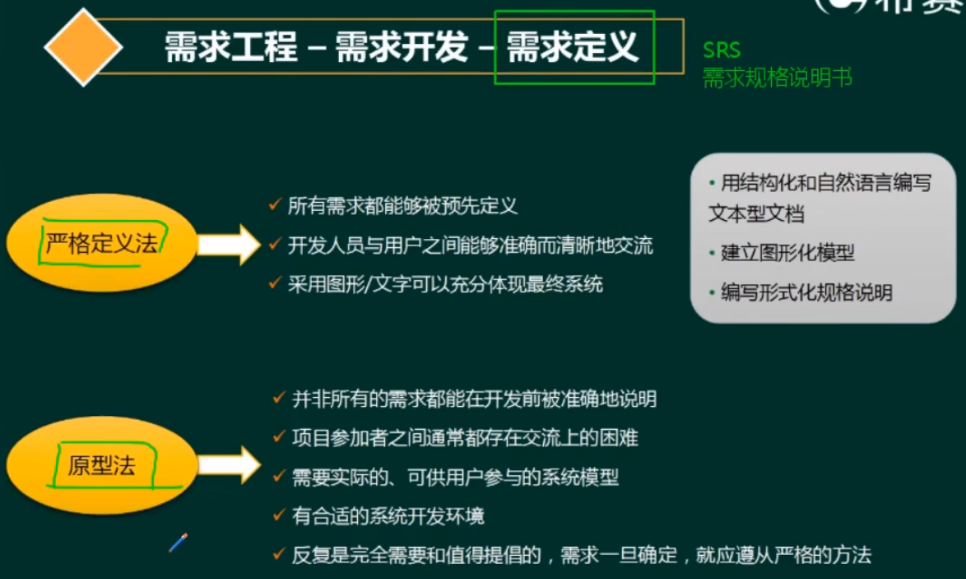 需求工程 – 需求开发 – 需求定义
SRS
需求规格说明书
严格定义法
✓ 所有需求都能够被预先定义
✓ 开发人员与用户之间能够准确而清晰地交流
✓ 采用图形/文字可以充分体现最终系统
• 用结构化和自然语言编写
文本型文档
• 建立图形化模型
• 编写形式化规格说明
原型法
✓ 并非所有的需求都能在开发前被准确地说明
✓ 项目参加者之间通常都存在交流上的困难
✓ 需要实际的、可供用户参与的系统模型
✓ 有合适的系统开发环境
✓ 反复是完全需要和值得提倡的，需求一旦确定，就应遵从严格的方法